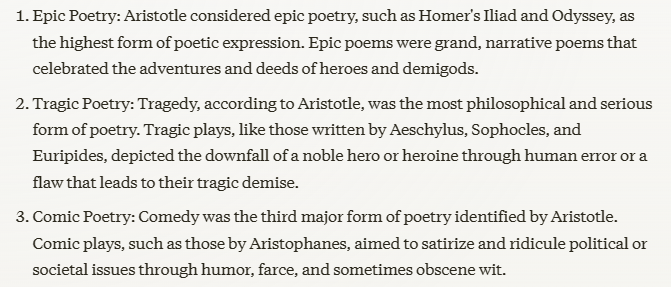 1. Epic Poetry: Aristotle considered epic poetry, such as Homer's Iliad and Odyssey, as
the highest form of poetic expression. Epic poems were grand, narrative poems that
celebrated the adventures and deeds of heroes and demigods.
2. Tragic Poetry: Tragedy, according to Aristotle, was the most philosophical and serious
form of poetry. Tragic plays, like those written by Aeschylus, Sophocles, and
Euripides, depicted the downfall of a noble hero or heroine through human error or a
flaw that leads to their tragic demise.
3. Comic Poetry: Comedy was the third major form of poetry identified by Aristotle.
Comic plays, such as those by Aristophanes, aimed to satirize and ridicule political or
societal issues through humor, farce, and sometimes obscene wit.